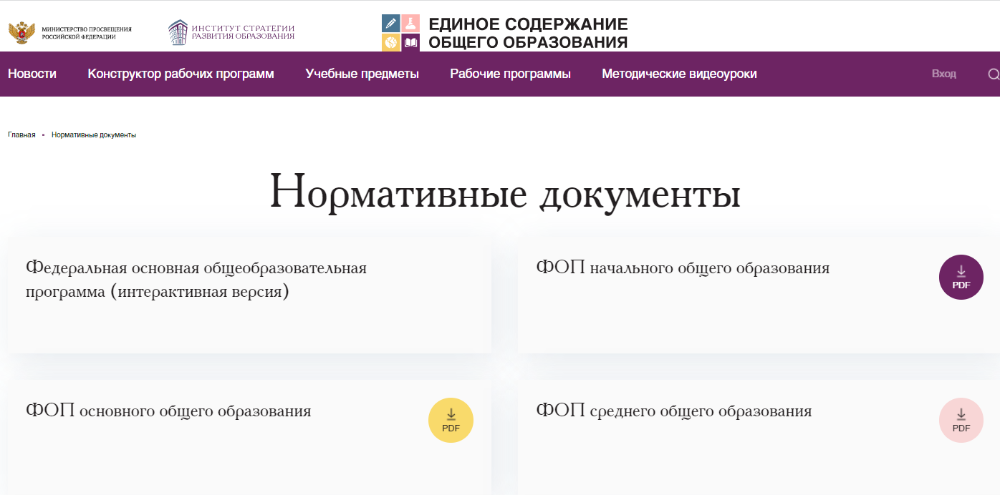 МИНИСТЕРСТВО ПРОСВЕЩЕНИЯ
РОССИЙСКОЙ ФЕДЕРАЦИИ
ИНСТИТУТ СТРАТЕГИИ
РАЗВИТИЯ ОБРАЗОВАНИЯ
ЕДИНОЕ СОДЕРЖАНИЕ
ОБЩЕГО ОБРАЗОВАНИЯ
Новости Конструктор рабочих программ Учебные предметы Рабочие программы Методические видеоуроки Вход
Главная • Нормативные документы
Нормативные документы
Федеральная основная общеобразовательная
программа (интерактивная версия)
ФОП начального общего образования
PDF
ФОП основного общего образования
PDF
ФОП среднего общего образования
PDF